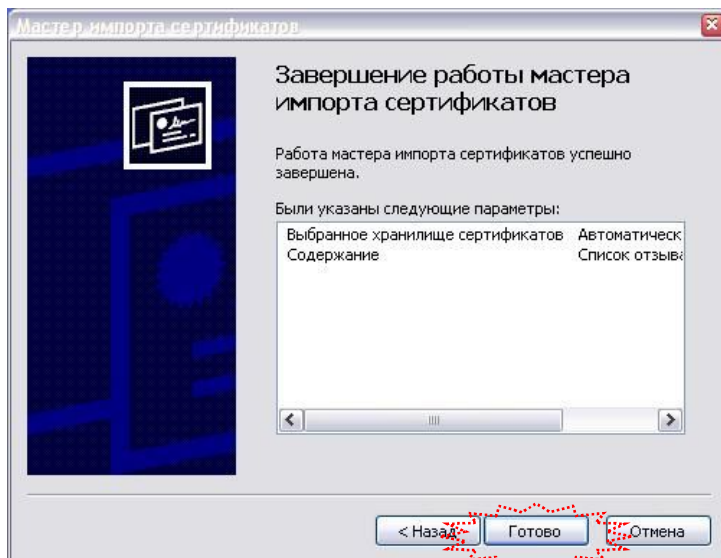 Мастер импорта сертификатов
Завершение работы мастера
импорта сертификатов
Работа мастера импорта сертификатов успешно
завершена.
Были указаны следующие параметры:
Выбранное хранилище сертификатов Автоматическ
Содержание Список отзыва
< Назад Готово Отмена